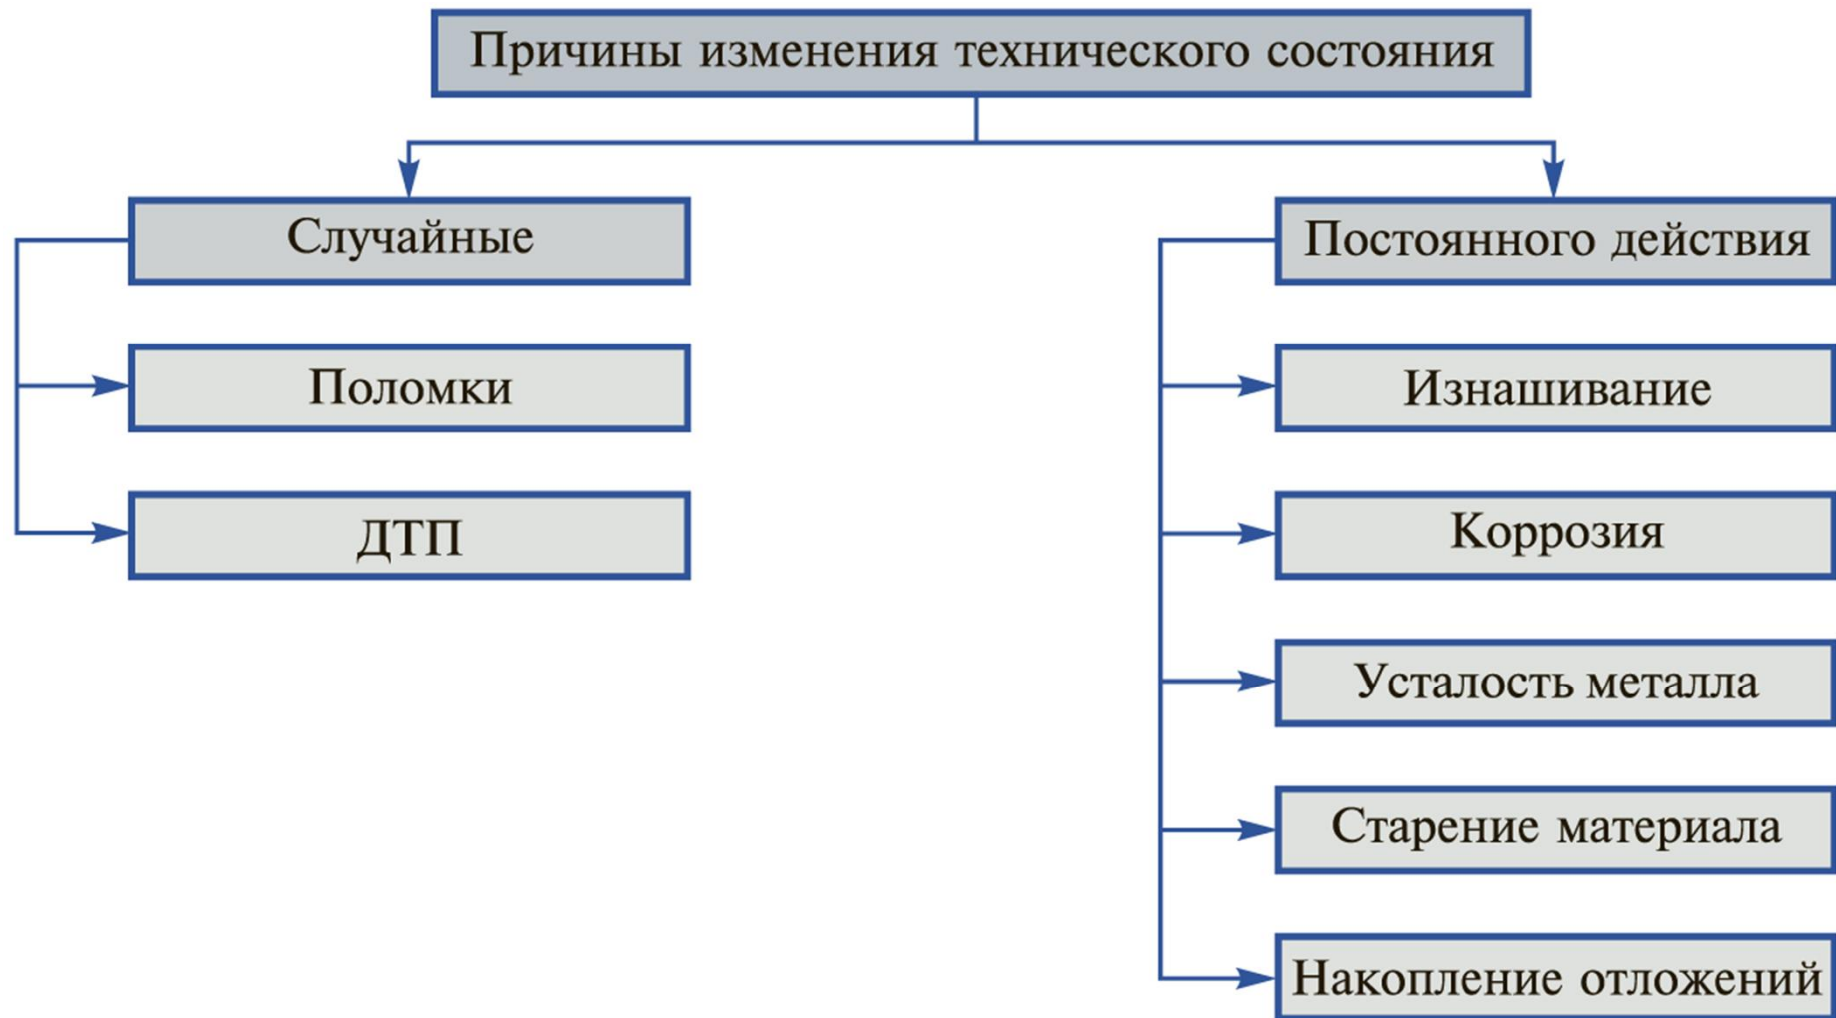 Причины изменения технического состояния
Случайные
Поломки
ДТП
Постоянного действия
Изнашивание
Коррозия
Усталость металла
Старение материала
Накопление отложений